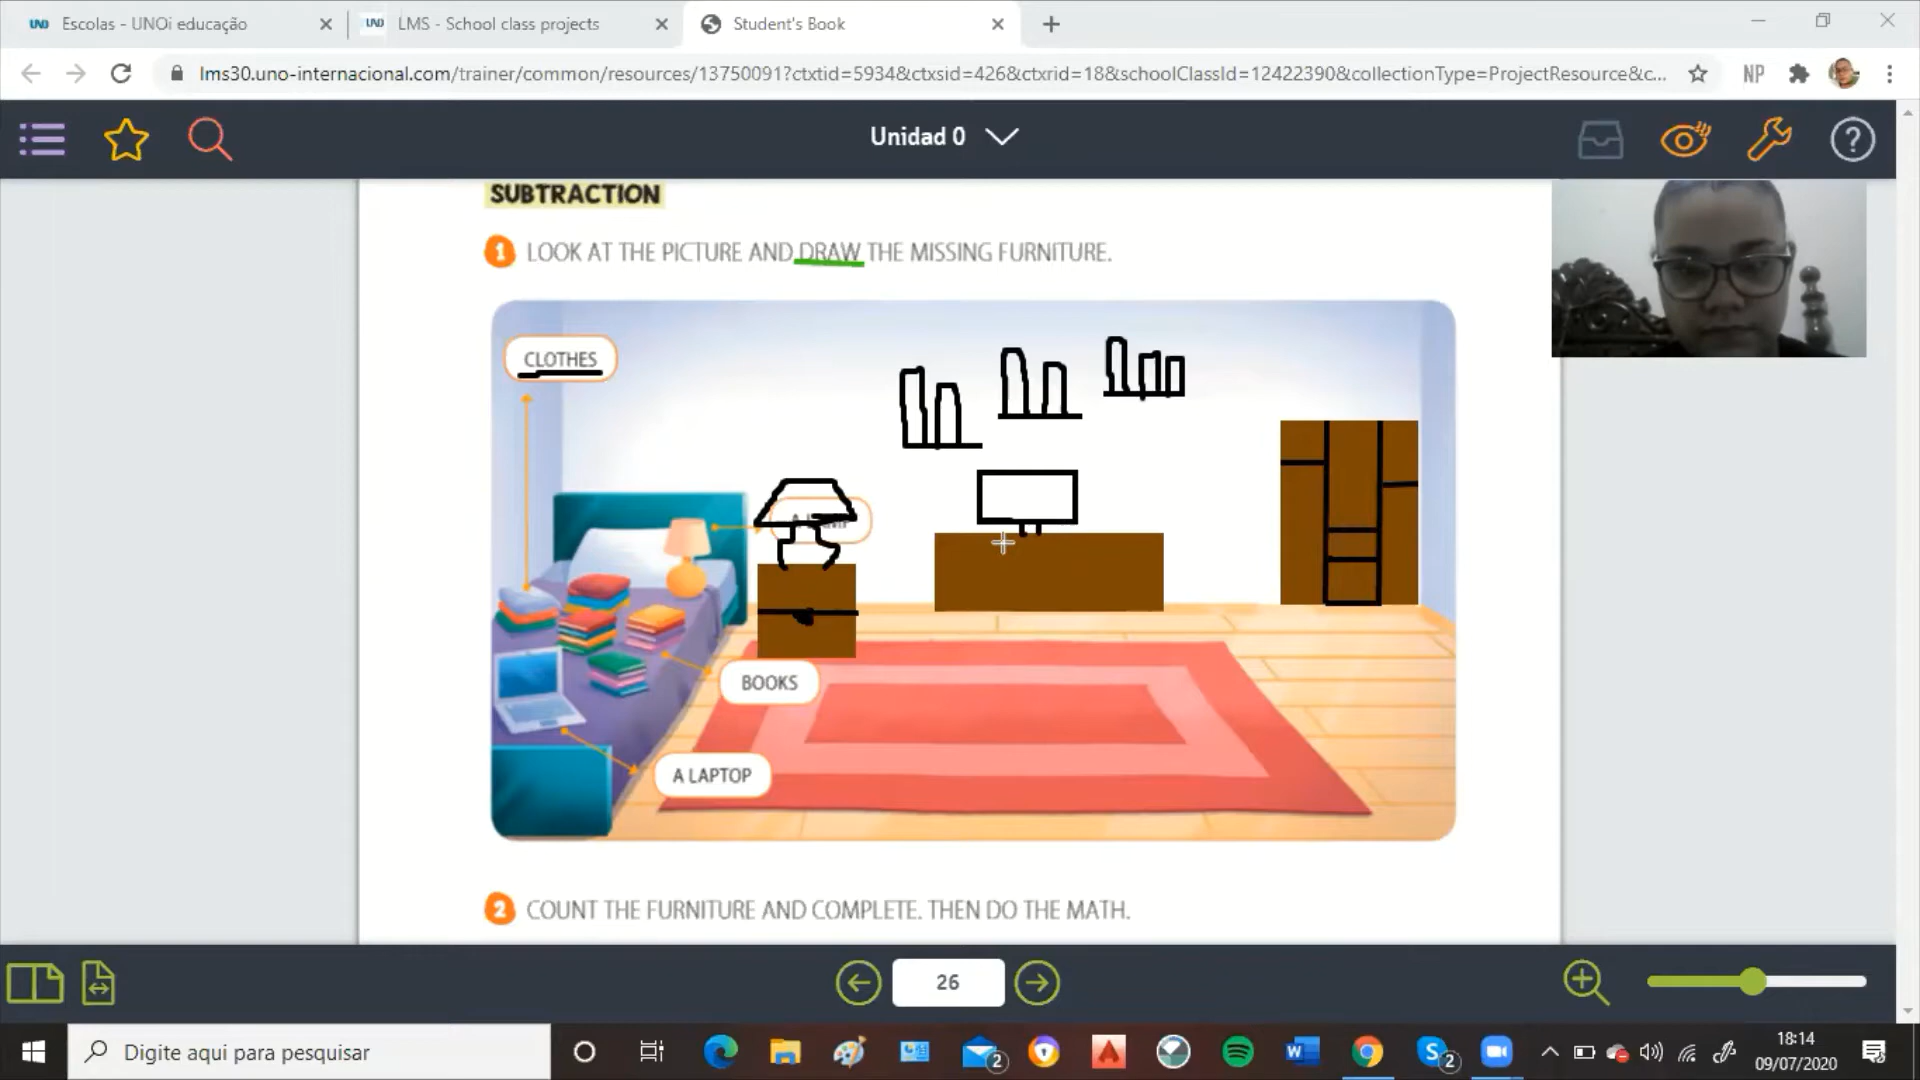 Escolas - UNOi educação
LMS - School class projects
Student's Book
lms30.uno-internacional.com/trainer/common/resources/13750091?ctxtid=5934&ctxsid=426&ctxrid=18&schoolClassId=12422390&collectionType=ProjectResource&c...
NP
Unidad 0
SUBTRACTION
1 LOOK AT THE PICTURE AND DRAW THE MISSING FURNITURE.
CLOTHES
BOOKS
A LAPTOP
2 COUNT THE FURNITURE AND COMPLETE. THEN DO THE MATH.
26
Digite aqui para pesquisar
2
2
18:14
09/07/2020